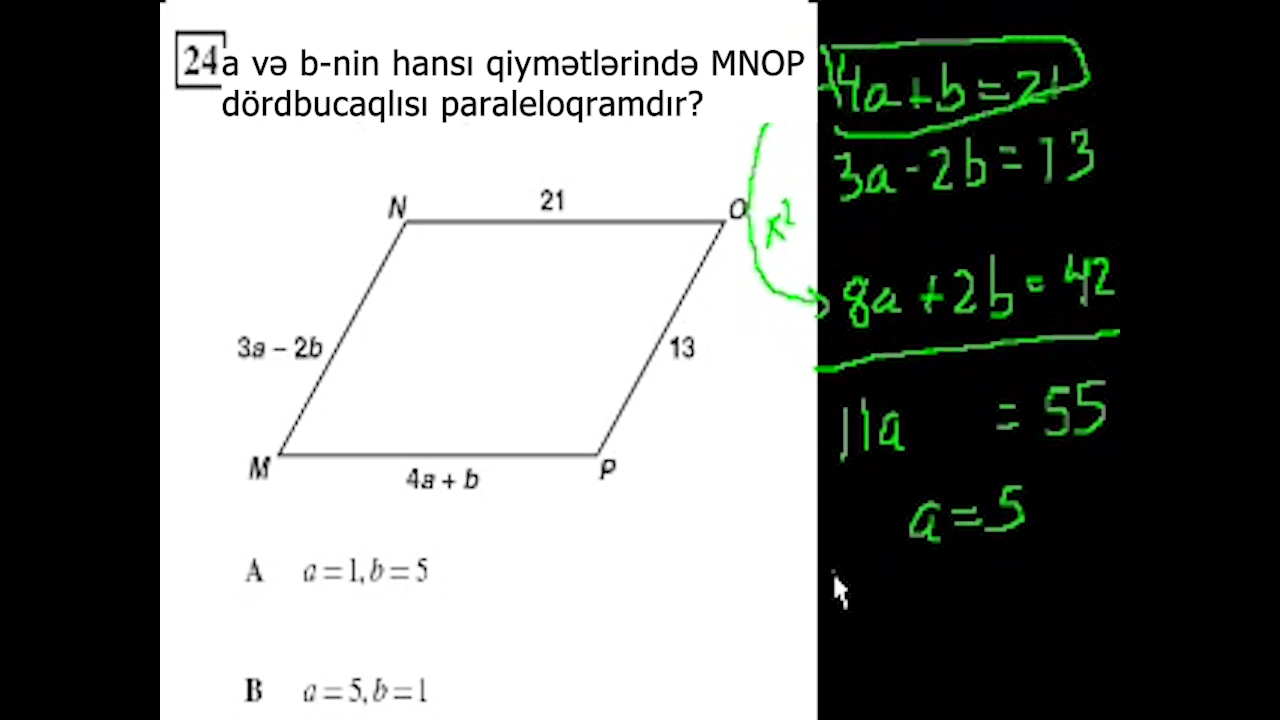 24 a və b-nin hansı qiymətlərində MNOP
dördbucaqlısı paraleloqramdır?
N
21
O
3a – 2b
13
M
4a + b
P
A a = 1, b = 5
B a = 5, b = 1
4a + b = 21
3a - 2b = 13
x2
8a + 2b = 42
11a = 55
a = 5